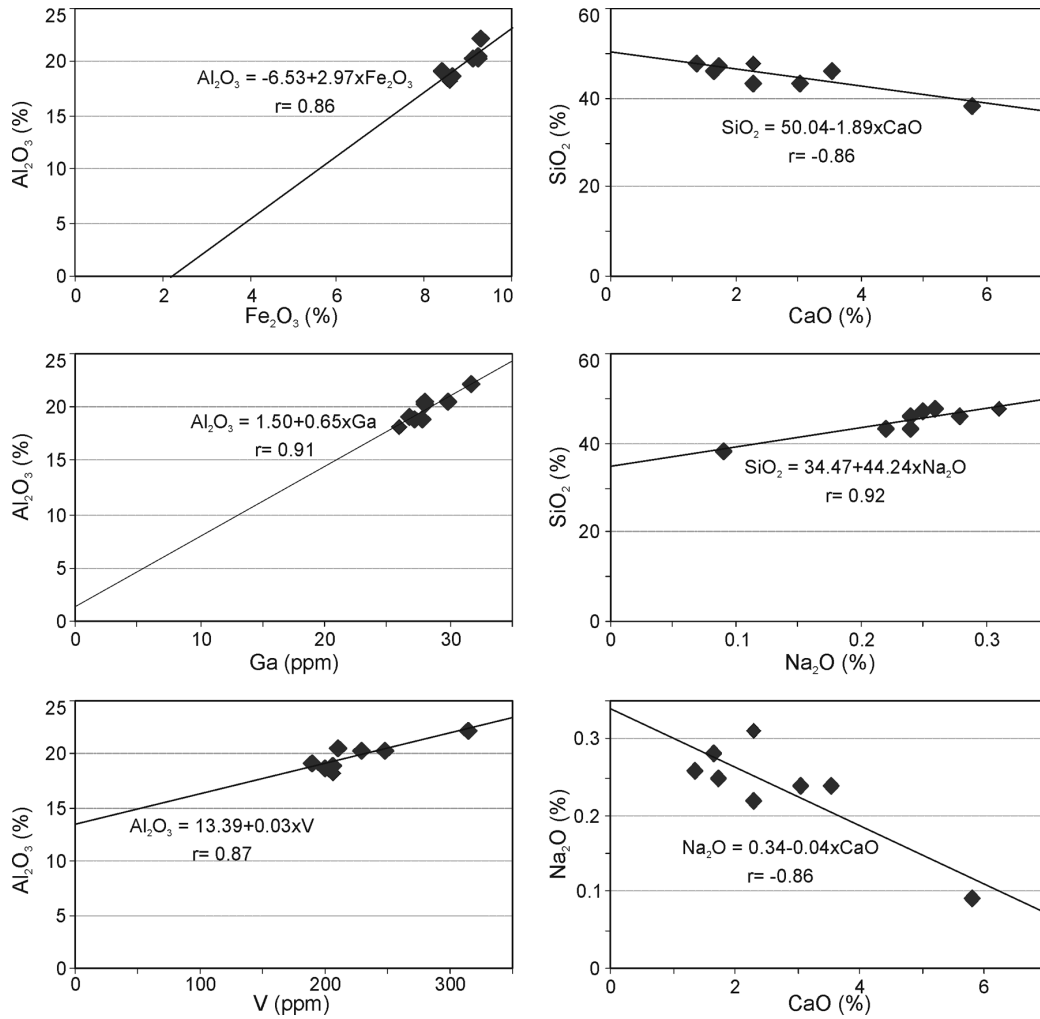 25
20
15
10
5
0
Al₂O₃ (%)
Al₂O₃ = -6.53+2.97xFe₂O₃
r= 0.86
0 2 4 6 8 10
Fe₂O₃ (%)
60
40
20
0
SiO₂ (%)
SiO₂ = 50.04-1.89xCaO
r= -0.86
0 2 4 6
CaO (%)
25
20
15
10
5
0
Al₂O₃ (%)
Al₂O₃ = 1.50+0.65xGa
r= 0.91
0 10 20 30
Ga (ppm)
60
40
20
0
SiO₂ (%)
SiO₂ = 34.47+44.24xNa₂O
r= 0.92
0 0.1 0.2 0.3
Na₂O (%)
25
20
15
10
5
0
Al₂O₃ (%)
Al₂O₃ = 13.39+0.03xV
r= 0.87
0 100 200 300
V (ppm)
0.3
0.2
0.1
0
Na₂O (%)
Na₂O = 0.34-0.04xCaO
r= -0.86
0 2 4 6
CaO (%)